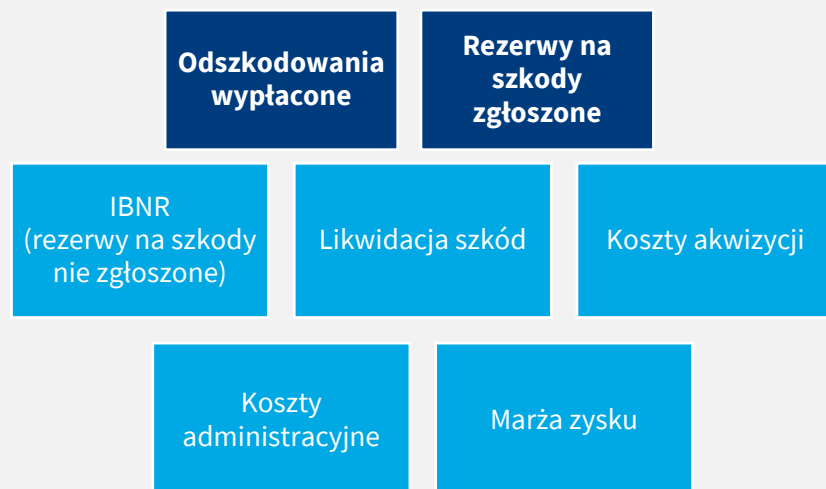 Odszkodowania
wypłacone
Rezerwy na
szkody
zgłoszone
IBNR
(rezerwy na szkody
nie zgłoszone)
Likwidacja szkód
Koszty akwizycji
Koszty
administracyjne
Marża zysku